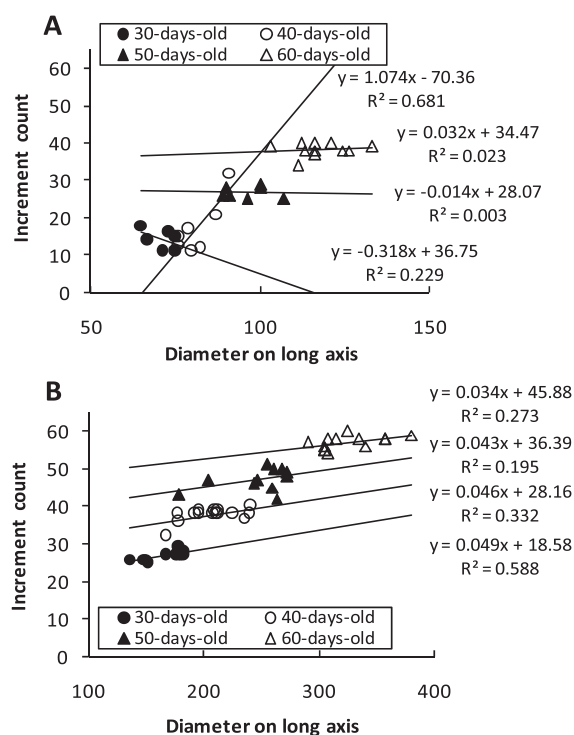 A
30-days-old 40-days-old
50-days-old 60-days-old
60
50
40
30
20
10
0
Increment count
y = 1.074x - 70.36
R² = 0.681
y = 0.032x + 34.47
R² = 0.023
y = -0.014x + 28.07
R² = 0.003
y = -0.318x + 36.75
R² = 0.229
50 100 150
Diameter on long axis
B
60
50
40
30
20
10
0
Increment count
y = 0.034x + 45.88
R² = 0.273
y = 0.043x + 36.39
R² = 0.195
y = 0.046x + 28.16
R² = 0.332
y = 0.049x + 18.58
R² = 0.588
30-days-old 40-days-old
50-days-old 60-days-old
100 200 300 400
Diameter on long axis